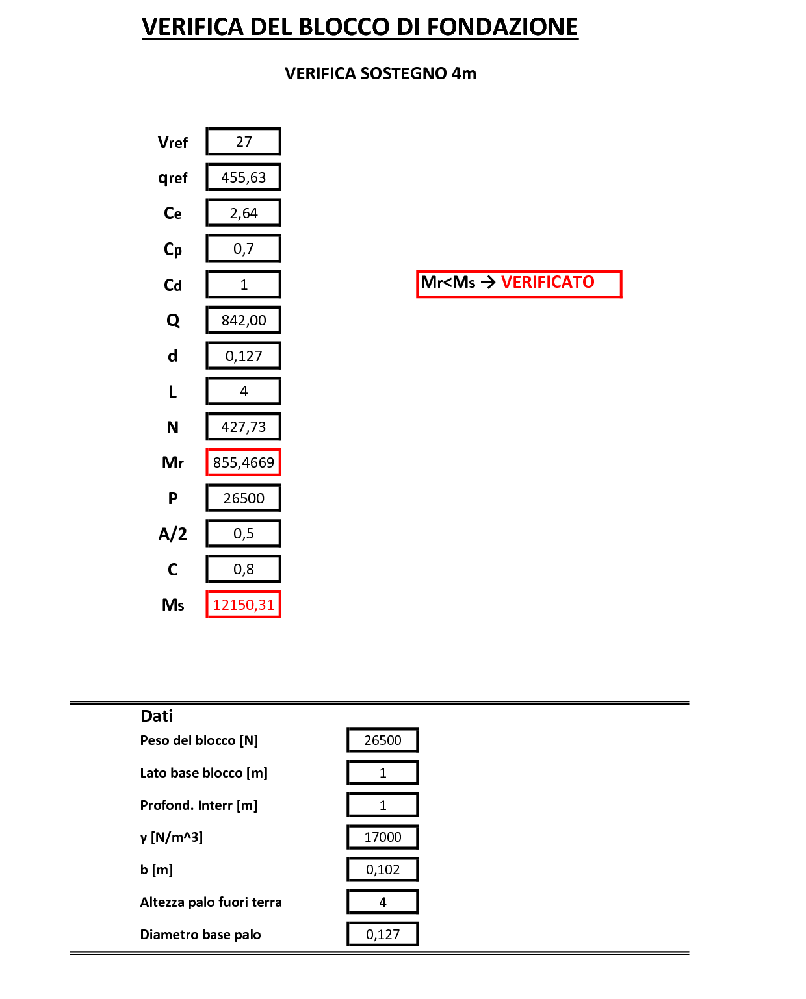 VERIFICA DEL BLOCCO DI FONDAZIONE
VERIFICA SOSTEGNO 4m
Vref 27
qref 455,63
Ce 2,64
Cp 0,7
Cd 1
Mr<Ms → VERIFICATO
Q 842,00
d 0,127
L 4
N 427,73
Mr 855,4669
P 26500
A/2 0,5
C 0,8
Ms 12150,31
Dati
Peso del blocco [N] 26500
Lato base blocco [m] 1
Profond. Interr [m] 1
γ [N/m^3] 17000
b [m] 0,102
Altezza palo fuori terra 4
Diametro base palo 0,127